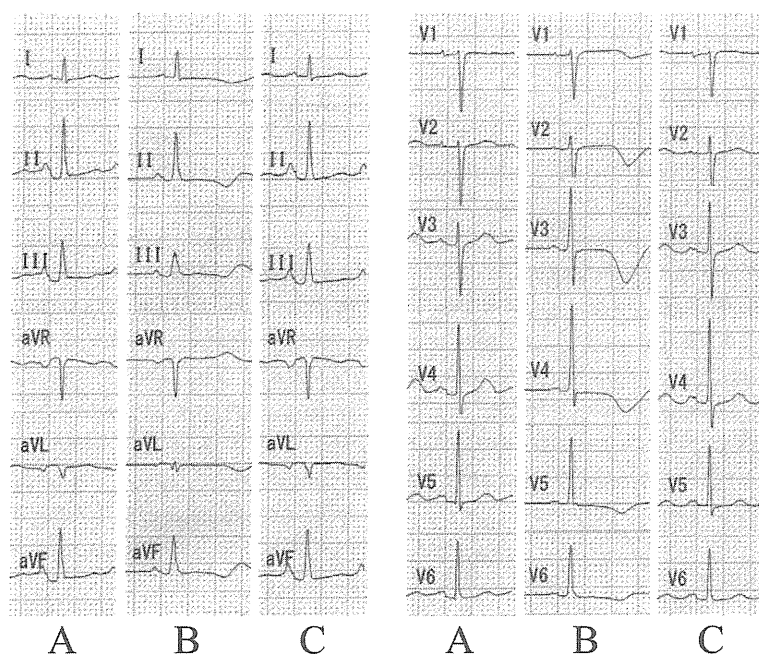 I I I V1 V1 V1
II II II V2 V2 V2
III III III V3 V3 V3
aVR aVR aVR V4 V4 V4
aVL aVL aVL V5 V5 V5
aVF aVF aVF V6 V6 V6
A B C A B C